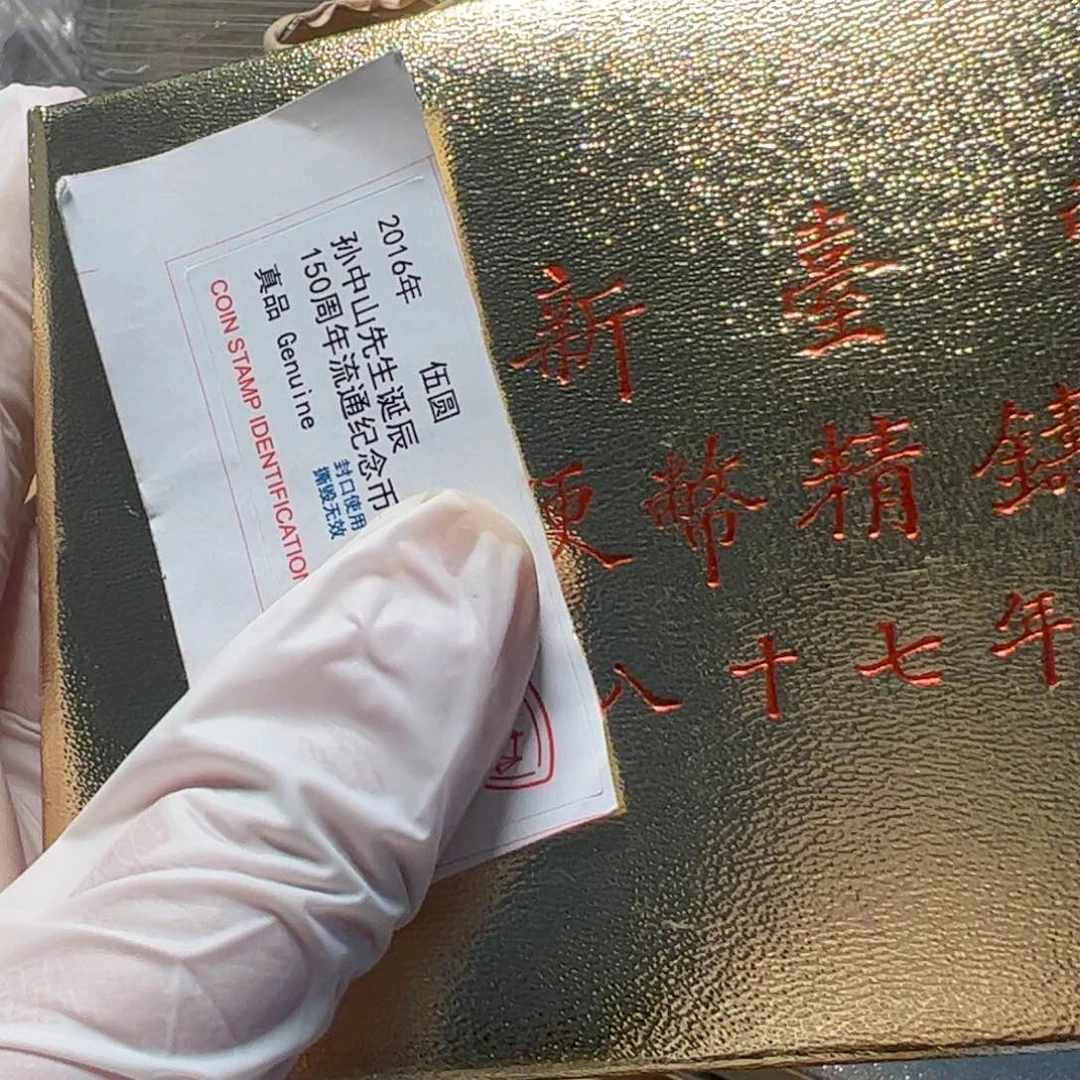 2016年 伍圆
孙中山先生诞辰
150周年流通纪念币
真品 Genuine
封口使用
撕毁无效
COIN STAMP IDENTIFICATION
新臺
硬幣精鑄
八十七年